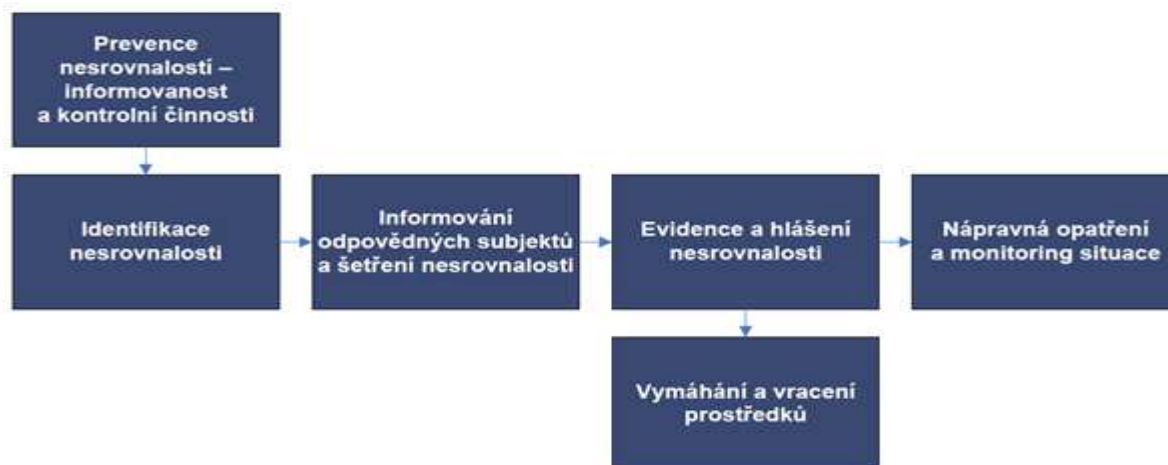 Prevence
nesrovnalostí –
informovanost
a kontrolní činnosti
Identifikace
nesrovnalosti
Informování
odpovědných subjektů
a šetření nesrovnalosti
Evidence a hlášení
nesrovnalosti
Nápravná opatření
a monitoring situace
Vymáhání a vracení
prostředků